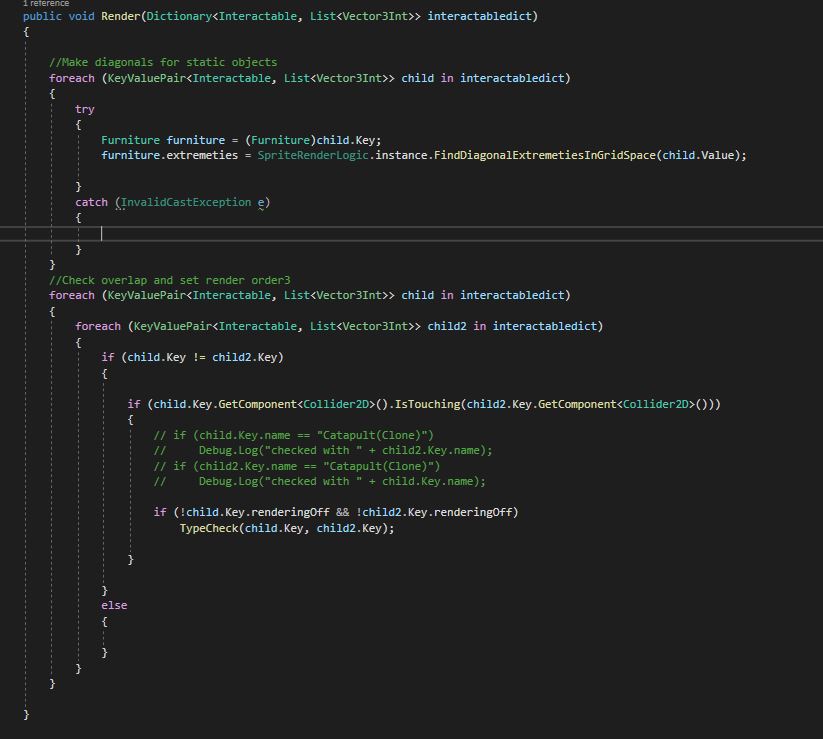 1 reference
public void Render(Dictionary<Interactable, List<Vector3Int>> interactabledict)
{
//Make diagonals for static objects
foreach (KeyValuePair<Interactable, List<Vector3Int>> child in interactabledict)
{
try
{
Furniture furniture = (Furniture)child.Key;
furniture.extremeties = SpriteRenderLogic.instance.FindDiagonalExtremetiesInGridSpace(child.Value);
}
catch (InvalidCastException e)
{
}
}
//Check overlap and set render order3
foreach (KeyValuePair<Interactable, List<Vector3Int>> child in interactabledict)
{
foreach (KeyValuePair<Interactable, List<Vector3Int>> child2 in interactabledict)
{
if (child.Key != child2.Key)
{
if (child.Key.GetComponent<Collider2D>().IsTouching(child2.Key.GetComponent<Collider2D>()))
{
// if (child.Key.name == "Catapult(Clone)")
//     Debug.Log("checked with " + child2.Key.name);
// if (child2.Key.name == "Catapult(Clone)")
//     Debug.Log("checked with " + child.Key.name);
if (!child.Key.renderingOff && !child2.Key.renderingOff)
TypeCheck(child.Key, child2.Key);
}
}
else
{
}
}
}
}